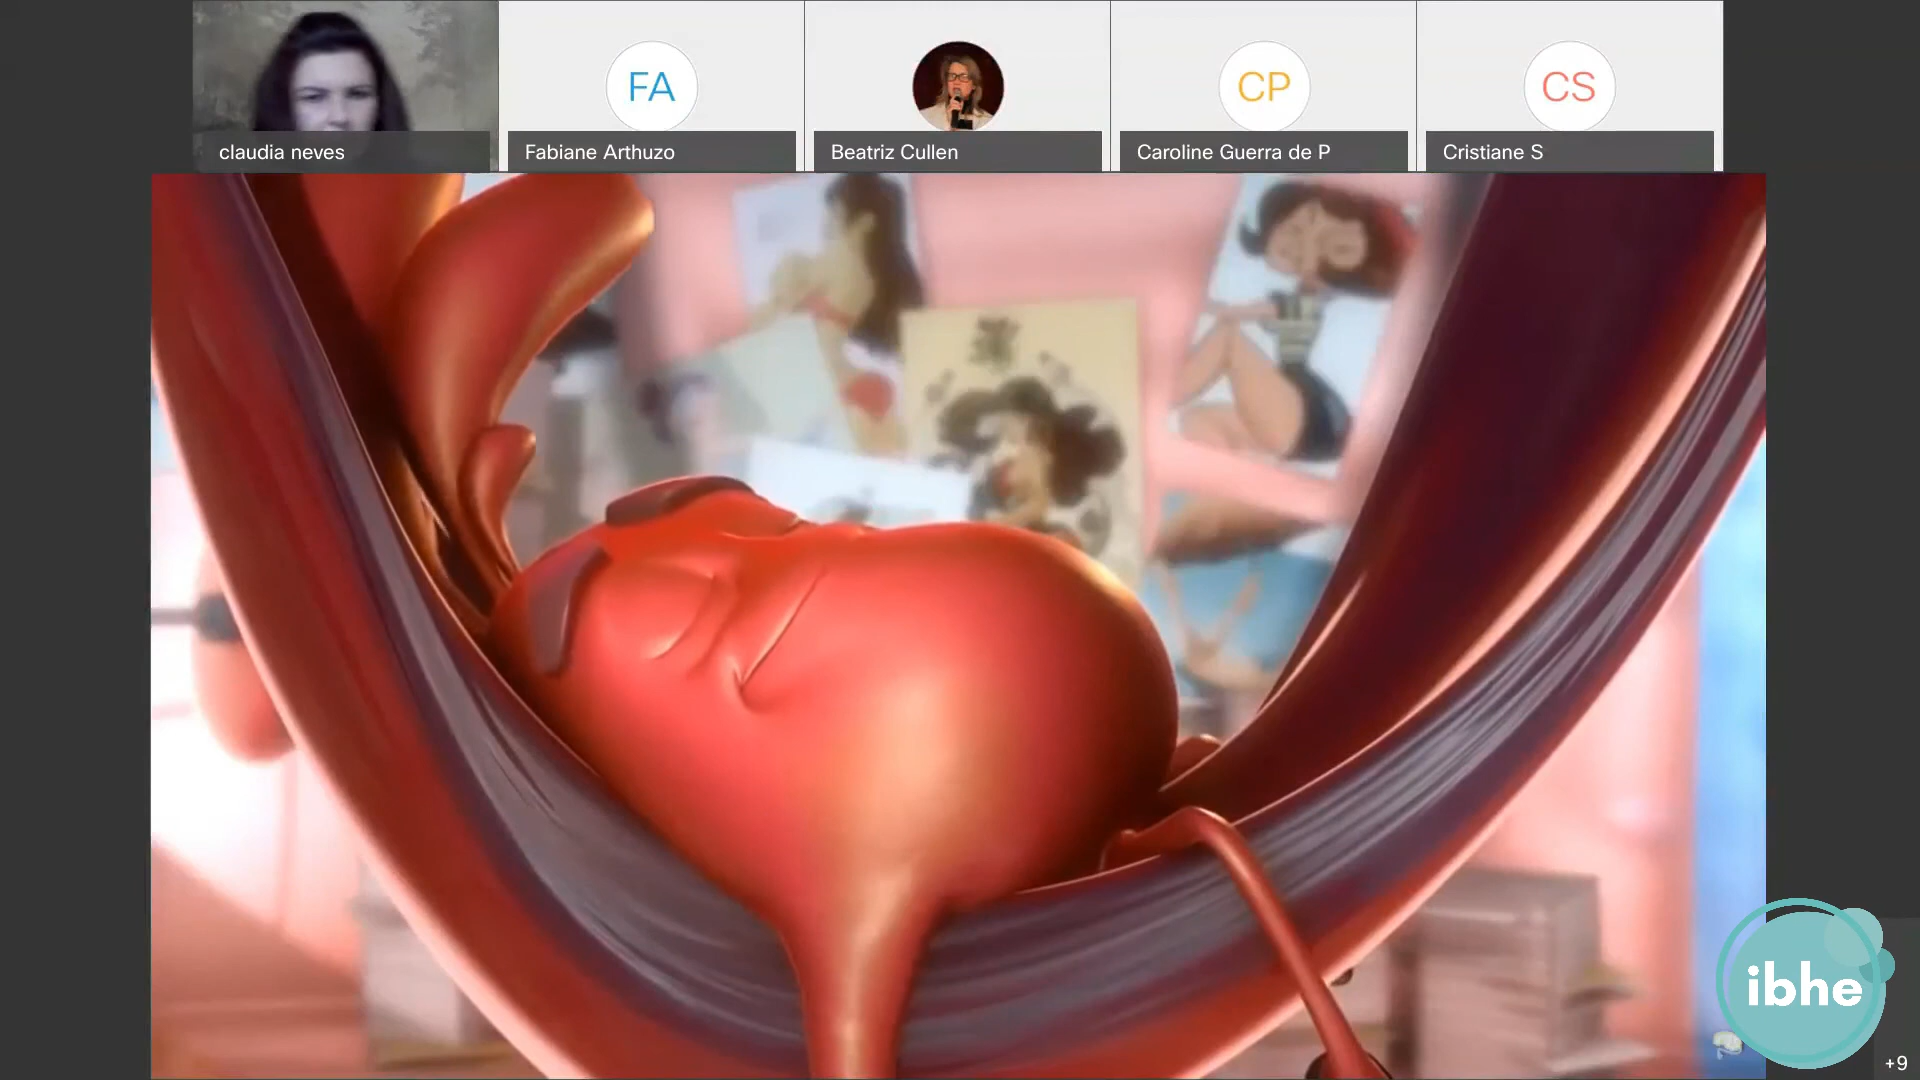 FA
CP
CS
claudia neves
Fabiane Arthuzo
Beatriz Cullen
Caroline Guerra de P
Cristiane S
ibhe
+9